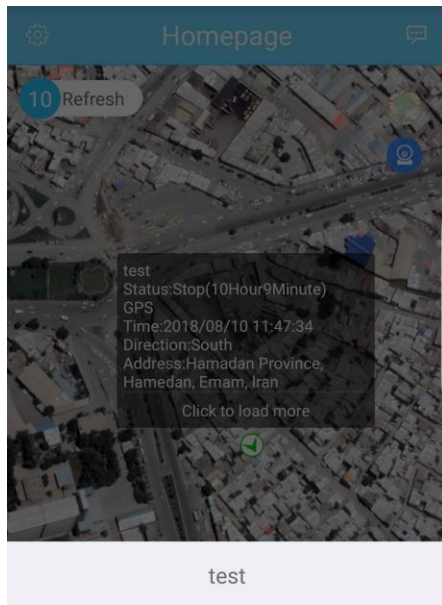 Homepage
10 Refresh
test
Status:Stop(10Hour9Minute)
GPS
Time:2018/08/10 11:47:34
Direction:South
Address:Hamadan Province,
Hamedan, Emam, Iran
Click to load more
test